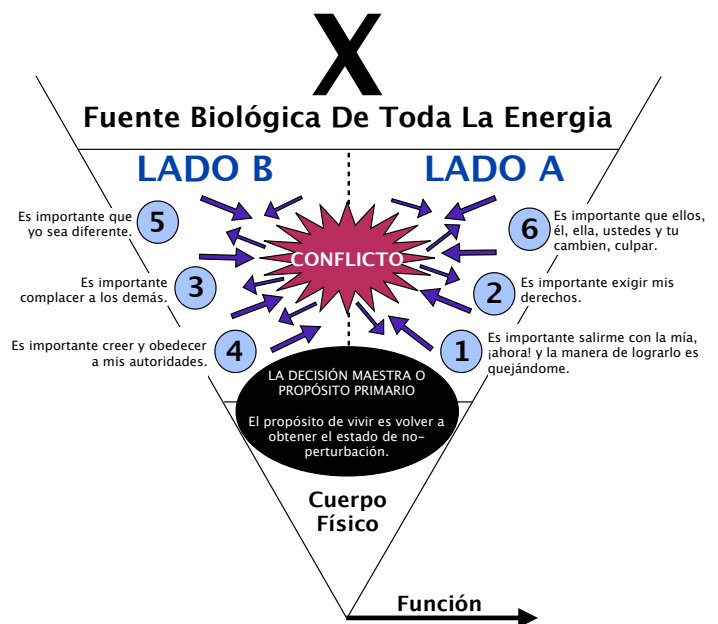 X
Fuente Biológica De Toda La Energia
LADO B
LADO A
5
Es importante que
yo sea diferente.
6
Es importante que ellos,
él, ella, ustedes y tu
cambien, culpar.
CONFLICTO
3
Es importante
complacer a los demás.
2
Es importante exigir mis
derechos.
4
Es importante creer y obedecer
a mis autoridades.
1
Es importante salirme con la mía,
¡ahora! y la manera de lograrlo es
quejándome.
LA DECISIÓN MAESTRA O
PROPÓSITO PRIMARIO
El propósito de vivir es volver a
obtener el estado de no-
perturbación.
Cuerpo
Físico
Función